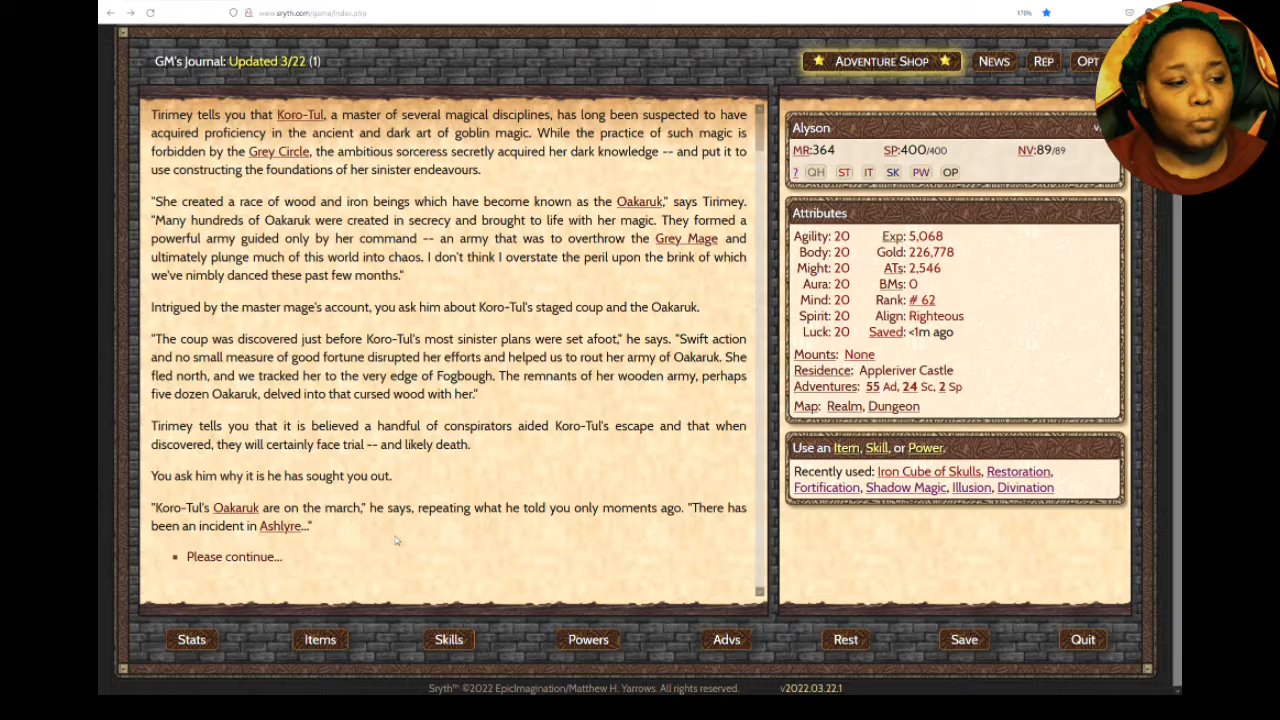 www.sryth.com/game/index.php
170%
GM's Journal: Updated 3/22 (1)
ADVENTURE SHOP
NEWS
REP
OPT
Tirimey tells you that Koro-Tul, a master of several magical disciplines, has long been suspected to have
acquired proficiency in the ancient and dark art of goblin magic. While the practice of such magic is
forbidden by the Grey Circle, the ambitious sorceress secretly acquired her dark knowledge -- and put it to
use constructing the foundations of her sinister endeavours.
"She created a race of wood and iron beings which have become known as the Oakaruk," says Tirimey.
"Many hundreds of Oakaruk were created in secrecy and brought to life with her magic. They formed a
powerful army guided only by her command -- an army that was to overthrow the Grey Mage and
ultimately plunge much of this world into chaos. I don't think I overstate the peril upon the brink of which
we've nimbly danced these past few months."
Intrigued by the master mage's account, you ask him about Koro-Tul's staged coup and the Oakaruk.
"The coup was discovered just before Koro-Tul's most sinister plans were set afoot," he says. "Swift action
and no small measure of good fortune disrupted her efforts and helped us to rout her army of Oakaruk. She
fled north, and we tracked her to the very edge of Fogbough. The remnants of her wooden army, perhaps
five dozen Oakaruk, delved into that cursed wood with her."
Tirimey tells you that it is believed a handful of conspirators aided Koro-Tul's escape and that when
discovered, they will certainly face trial -- and likely death.
You ask him why it is he has sought you out.
"Koro-Tul's Oakaruk are on the march," he says, repeating what he told you only moments ago. "There has
been an incident in Ashlyre..."
Please continue...
Alyson
MR:364 SP:400/400 NV:89/89
? QH ST IT SK PW OP
Attributes
Agility: 20 Exp: 5,068
Body: 20 Gold: 226,778
Might: 20 ATs: 2,546
Aura: 20 BMs: 0
Mind: 20 Rank: # 62
Spirit: 20 Align: Righteous
Luck: 20 Saved: <1m ago
Mounts: None
Residence: Appleriver Castle
Adventures: 55 Ad, 24 Sc, 2 Sp
Map: Realm, Dungeon
Use an Item, Skill, or Power.
Recently used: Iron Cube of Skulls, Restoration,
Fortification, Shadow Magic, Illusion, Divination
Stats
Items
Skills
Powers
Advs
Rest
Save
Quit
Sryth™ ©2022 EpicImagination/Matthew H. Yarrows. All rights reserved. v2022.03.22.1